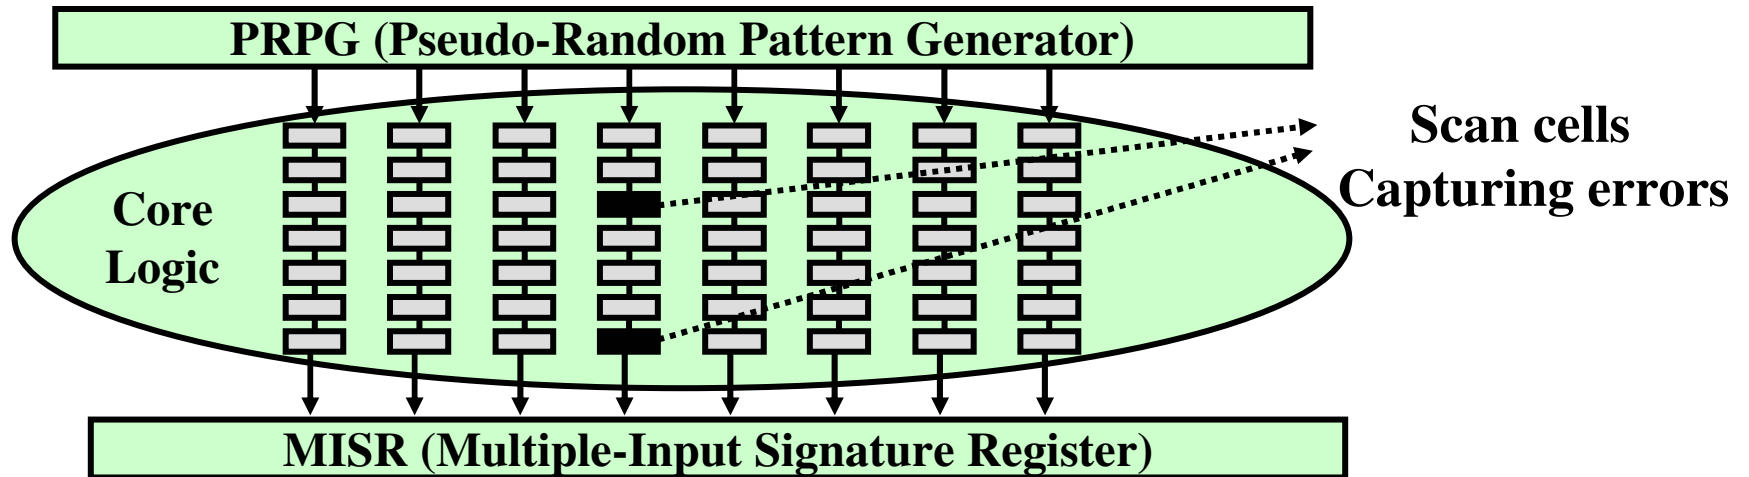 PRPG (Pseudo-Random Pattern Generator)
Scan cells
Capturing errors
Core
Logic
MISR (Multiple-Input Signature Register)